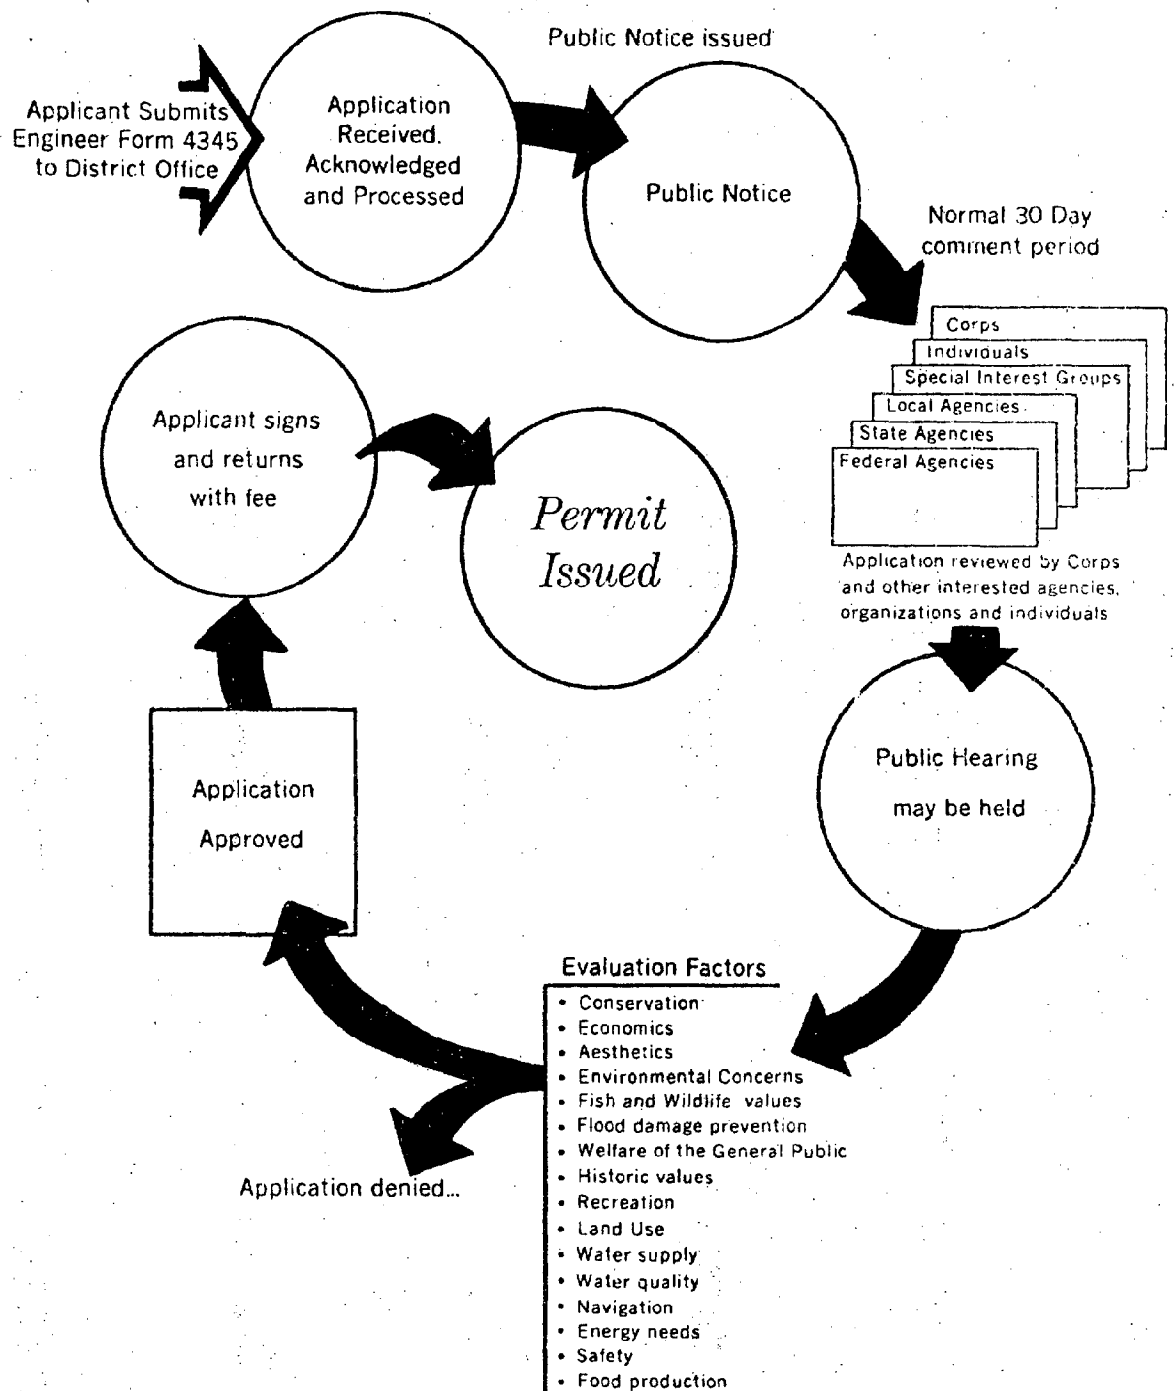 Public Notice issued
Applicant Submits
Engineer Form 4345
to District Office
Application
Received.
Acknowledged
and Processed
Public Notice
Normal 30 Day
comment period
Corps
Individuals
Special Interest Groups
Local Agencies
State Agencies
Federal Agencies
Application reviewed by Corps
and other interested agencies,
organizations and individuals
Public Hearing
may be held
Evaluation Factors
• Conservation
• Economics
• Aesthetics
• Environmental Concerns
• Fish and Wildlife values
• Flood damage prevention
• Welfare of the General Public
• Historic values
• Recreation
• Land Use
• Water supply
• Water quality
• Navigation
• Energy needs
• Safety
• Food production
Application denied...
Application
Approved
Applicant signs
and returns
with fee
Permit
Issued